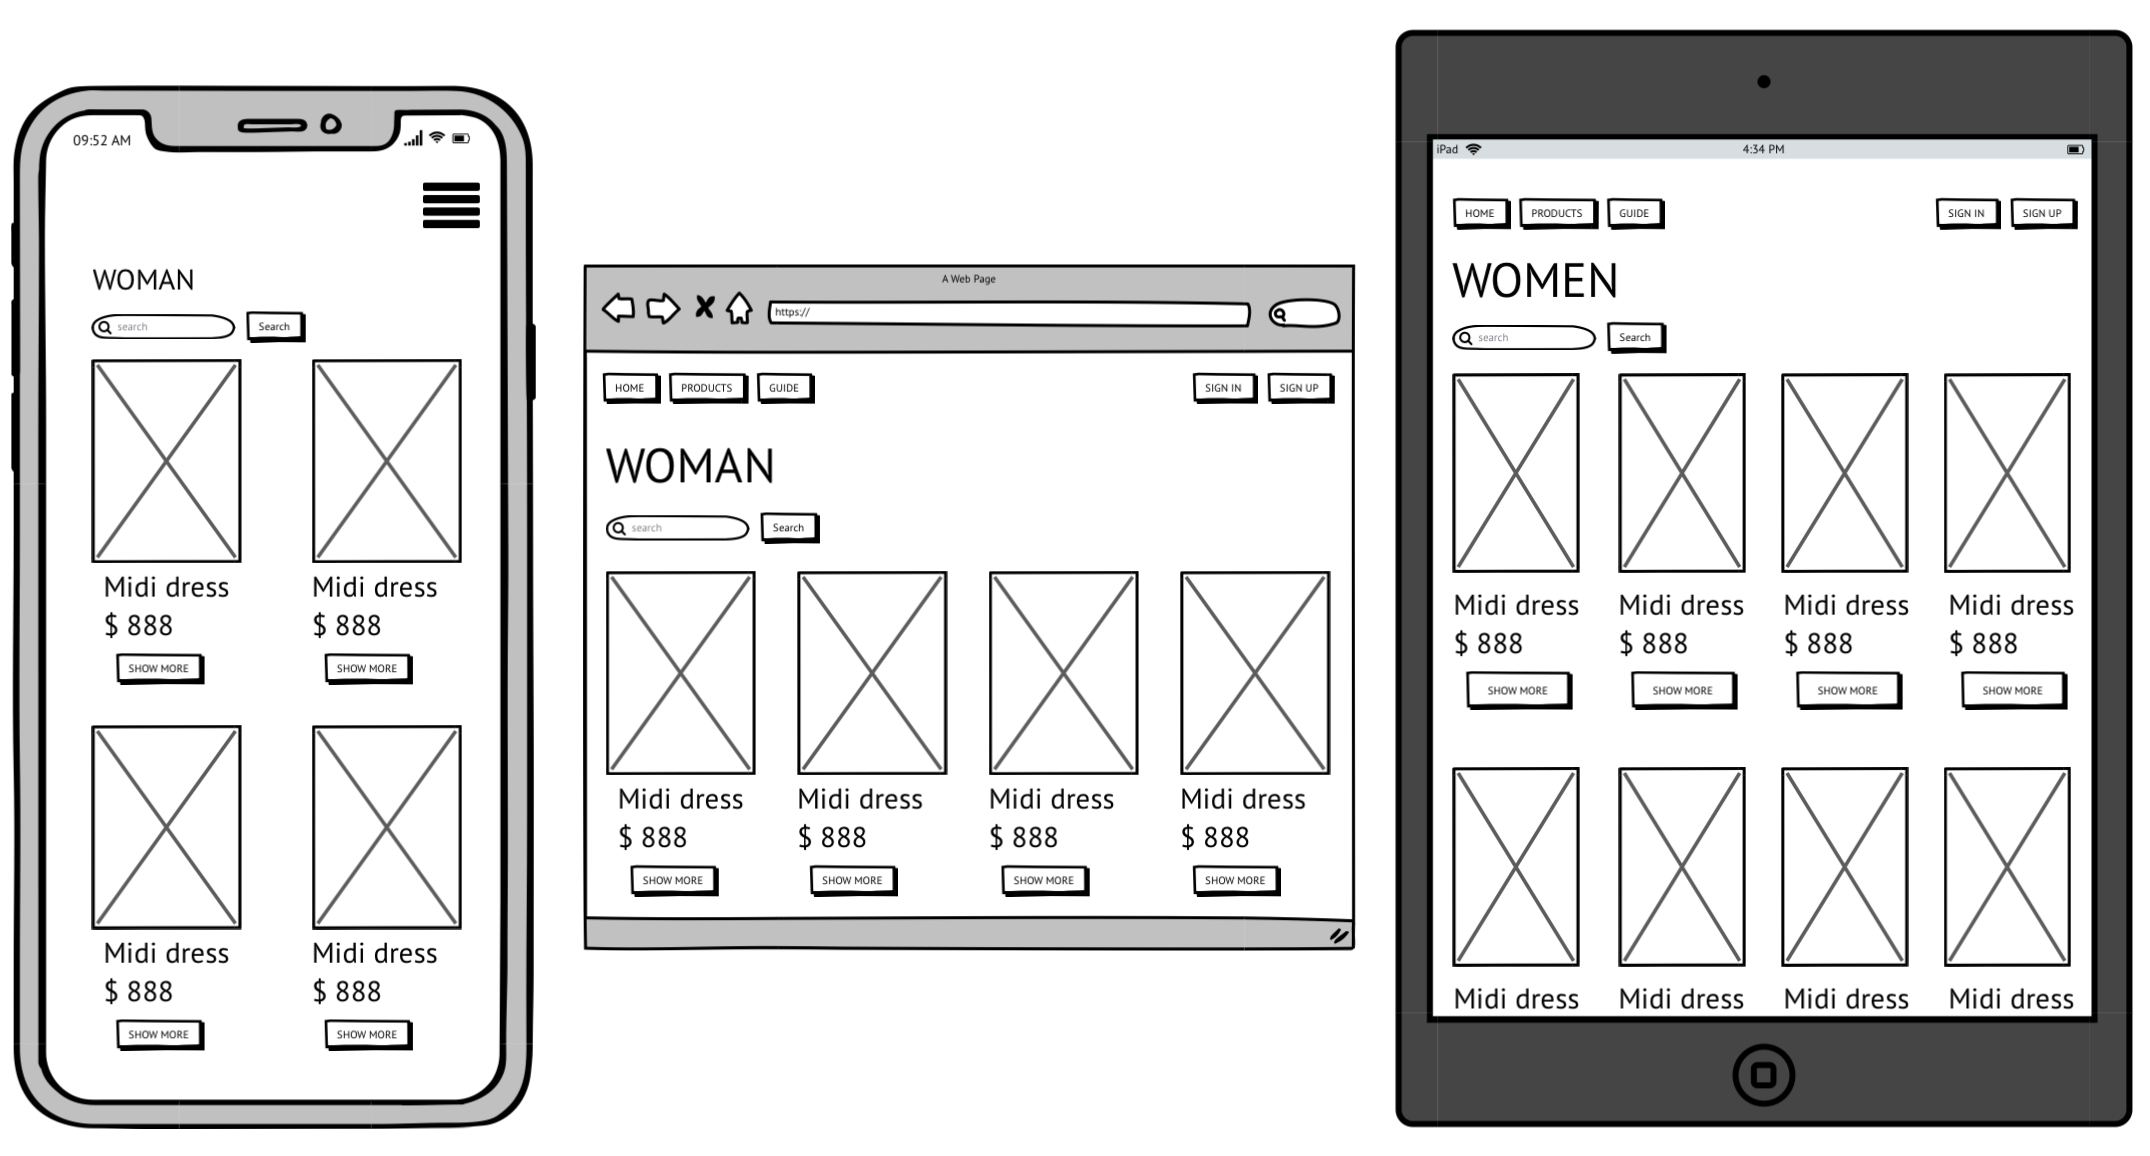 09:52 AM
WOMAN
search Search
Midi dress Midi dress
$ 888 $ 888
SHOW MORE SHOW MORE
Midi dress Midi dress
$ 888 $ 888
SHOW MORE SHOW MORE
A Web Page
https://
HOME PRODUCTS GUIDE SIGN IN SIGN UP
WOMAN
search Search
Midi dress Midi dress Midi dress Midi dress
$ 888 $ 888 $ 888 $ 888
SHOW MORE SHOW MORE SHOW MORE SHOW MORE
iPad 4:34 PM
HOME PRODUCTS GUIDE SIGN IN SIGN UP
WOMEN
search Search
Midi dress Midi dress Midi dress Midi dress
$ 888 $ 888 $ 888 $ 888
SHOW MORE SHOW MORE SHOW MORE SHOW MORE
Midi dress Midi dress Midi dress Midi dress